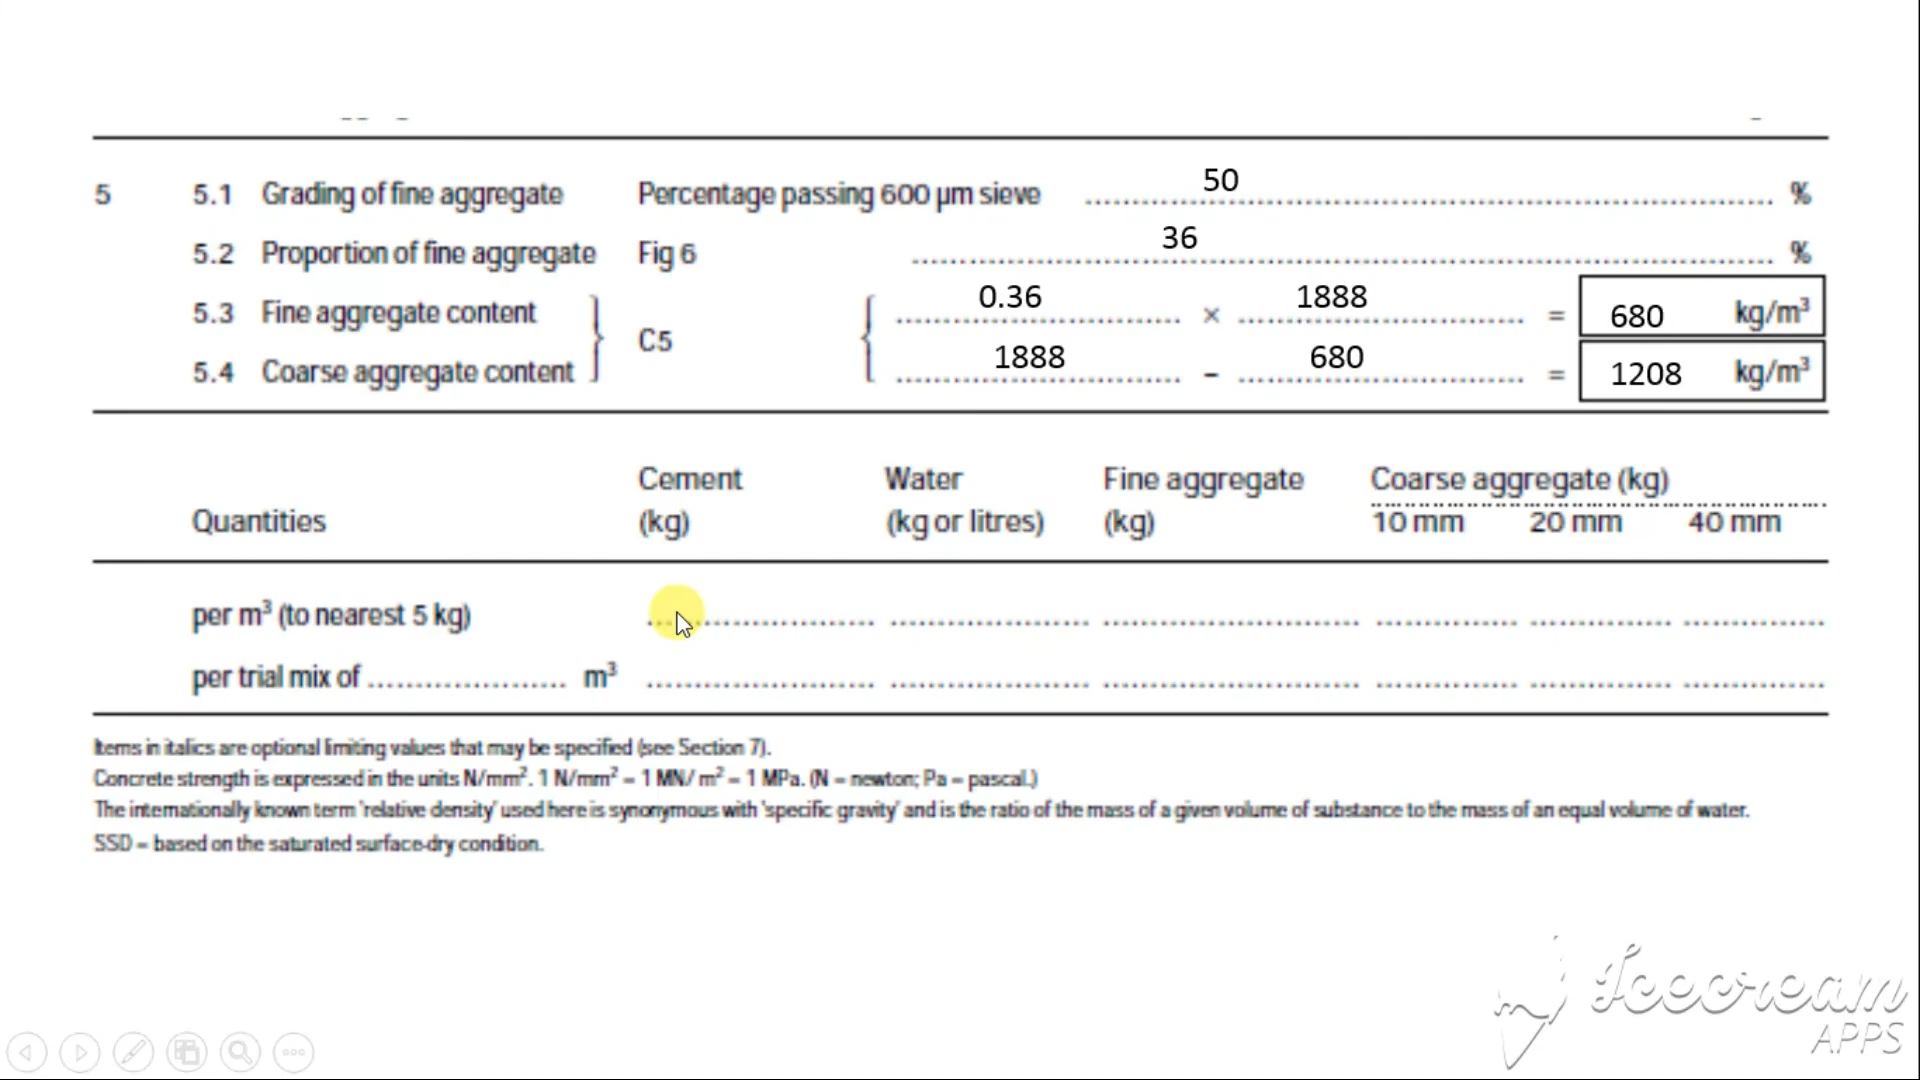 5 5.1 Grading of fine aggregate Percentage passing 600 µm sieve 50 %
5.2 Proportion of fine aggregate Fig 6 36 %
5.3 Fine aggregate content 0.36 × 1888 = 680 kg/m³
C5
5.4 Coarse aggregate content 1888 – 680 = 1208 kg/m³
Cement Water Fine aggregate Coarse aggregate (kg)
Quantities (kg) (kg or litres) (kg) 10 mm 20 mm 40 mm
per m³ (to nearest 5 kg)
per trial mix of ..................... m³
Items in italics are optional limiting values that may be specified (see Section 7).
Concrete strength is expressed in the units N/mm². 1 N/mm² = 1 MN/ m² = 1 MPa. (N = newton; Pa = pascal.)
The internationally known term 'relative density' used here is synonymous with 'specific gravity' and is the ratio of the mass of a given volume of substance to the mass of an equal volume of water.
SSD = based on the saturated surface-dry condition.
Icecream
APPS